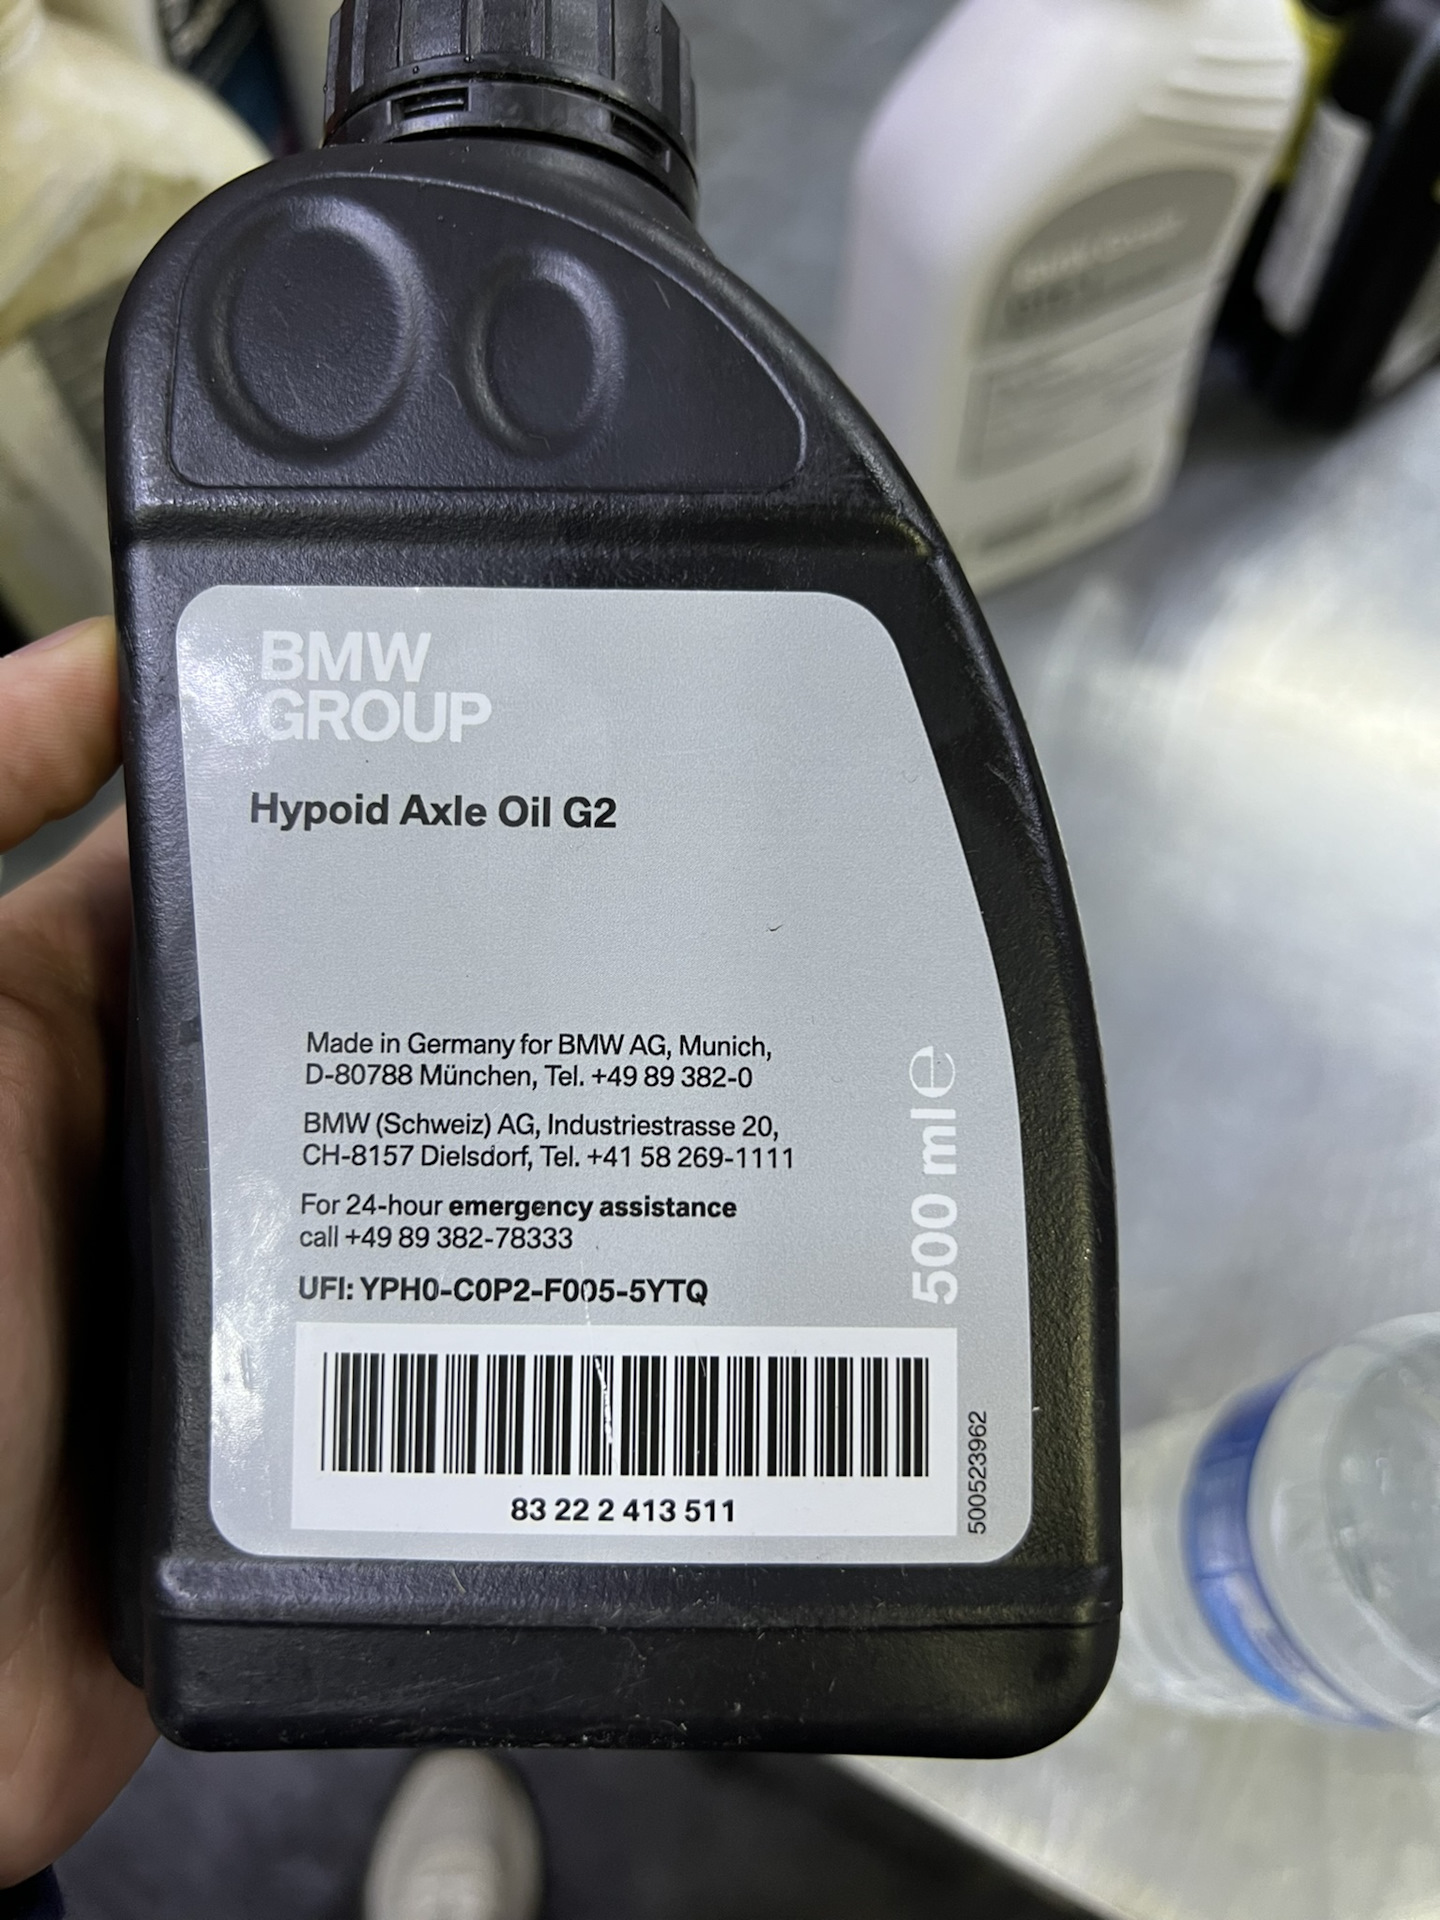 BMW
GROUP
Hypoid Axle Oil G2
Made in Germany for BMW AG, Munich,
D-80788 München, Tel. +49 89 382-0
BMW (Schweiz) AG, Industriestrasse 20,
CH-8157 Dielsdorf, Tel. +41 58 269-1111
For 24-hour emergency assistance
call +49 89 382-78333
UFI: YPH0-C0P2-F005-5YTQ
500 ml ℮
83 22 2 413 511
500523962